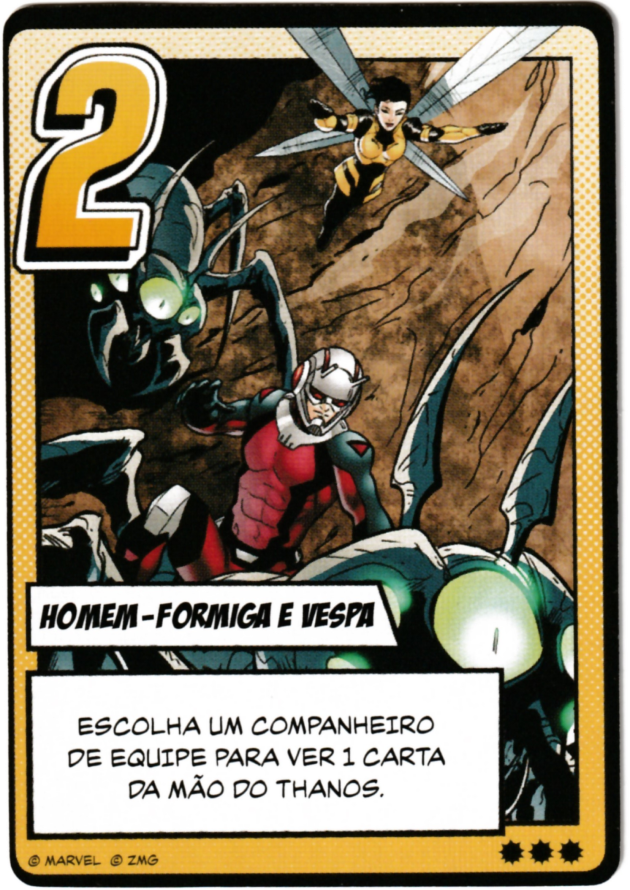 2
HOMEM-FORMIGA E VESPA
ESCOLHA UM COMPANHEIRO
DE EQUIPE PARA VER 1 CARTA
DA MÃO DO THANOS.
© MARVEL © ZMG